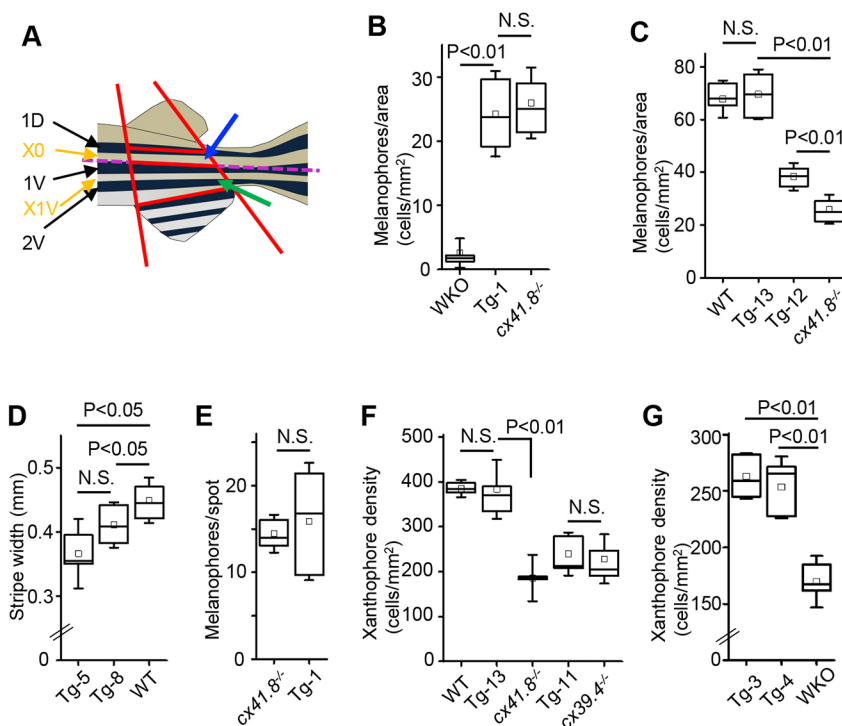 A
1D
X0
1V
X1V
2V
B
N.S.
P<0.01
30
20
10
0
Melanophores/area
(cells/mm²)
WKO
Tg-1
cx41.8-/-
C
N.S.
P<0.01
P<0.01
80
60
40
20
0
Melanophores/area
(cells/mm²)
WT
Tg-13
Tg-12
cx41.8-/-
D
P<0.05
P<0.05
N.S.
0.5
0.4
0.3
0
Stripe width (mm)
Tg-5
Tg-8
WT
E
N.S.
25
20
15
10
5
0
Melanophores/spot
cx41.8-/-
Tg-1
F
P<0.01
N.S.
N.S.
500
400
300
200
100
0
Xanthophore density
(cells/mm²)
WT
Tg-13
cx41.8-/-
Tg-11
cx39.4-/-
G
P<0.01
P<0.01
300
250
200
150
0
Xanthophore density
(cells/mm²)
Tg-3
Tg-4
WKO